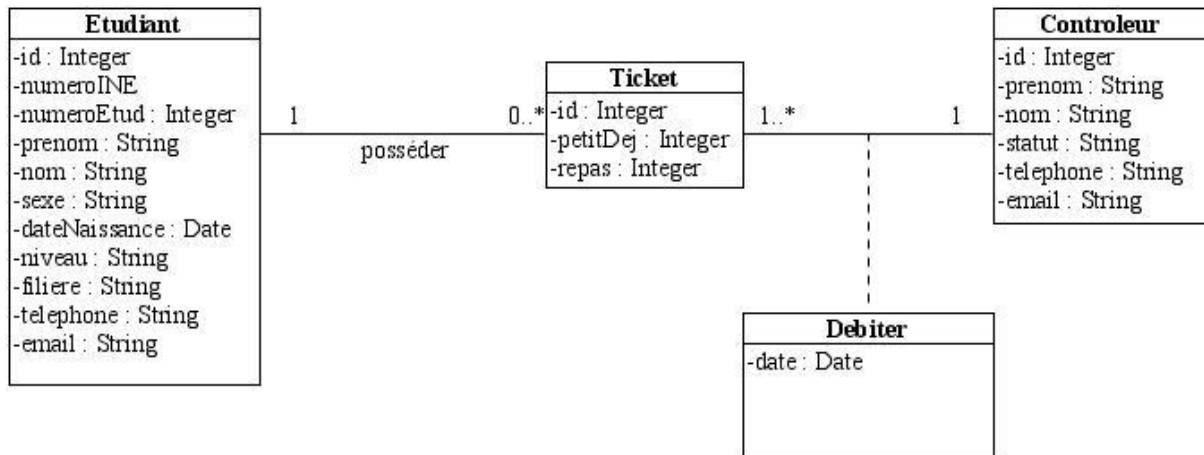 Etudiant
-id : Integer
-numeroINE
-numeroEtud : Integer
-prenom : String
-nom : String
-sexe : String
-dateNaissance : Date
-niveau : String
-filiere : String
-telephone : String
-email : String
1
0..*
posséder
Ticket
-id : Integer
-petitDej : Integer
-repas : Integer
1..*
1
Controleur
-id : Integer
-prenom : String
-nom : String
-statut : String
-telephone : String
-email : String
Debiter
-date : Date